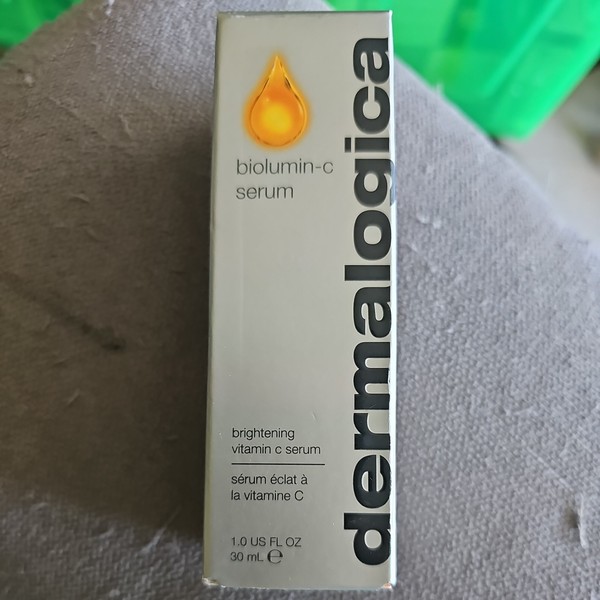 biolumin-c
serum
dermalogica
brightening
vitamin c serum
sérum éclat à
la vitamine C
1.0 US FL OZ
30 mL ℮